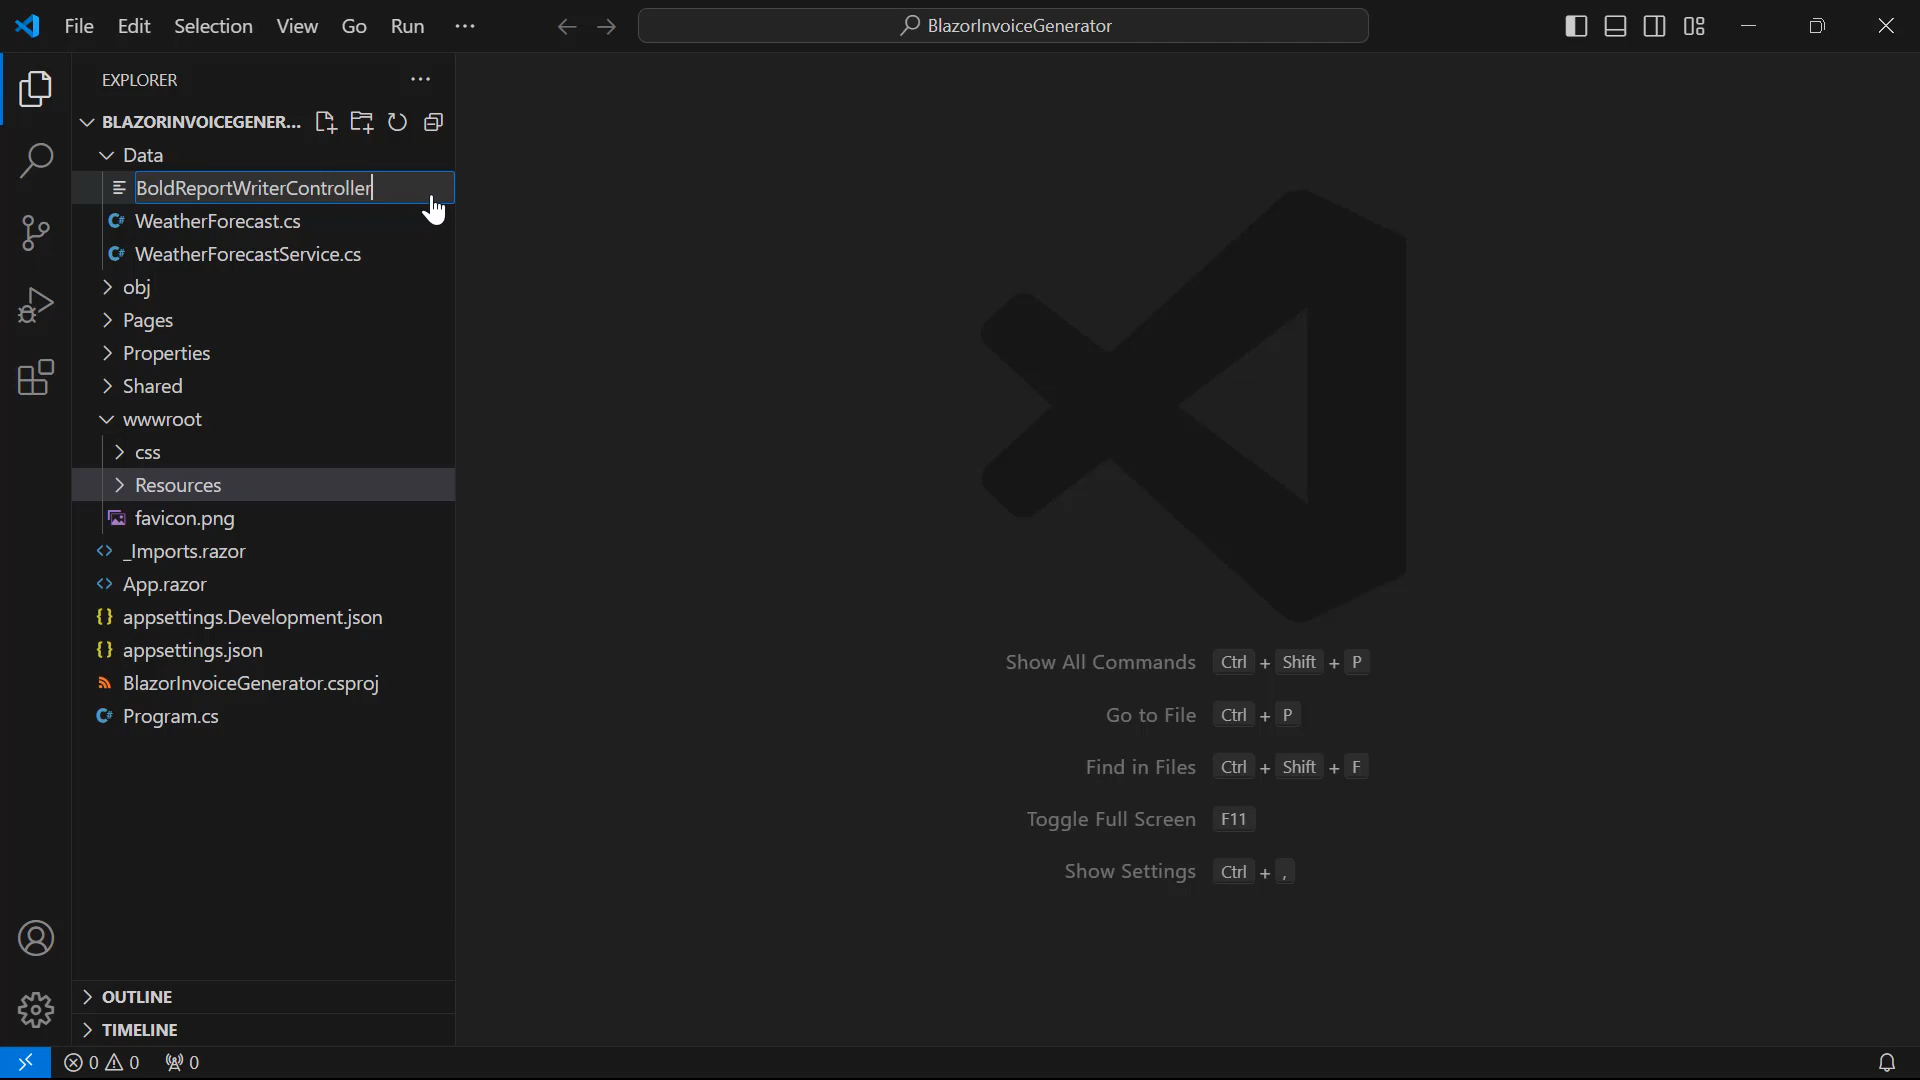 File Edit Selection View Go Run ··· BlazorInvoiceGenerator
EXPLORER ···
BLAZORINVOICEGENER...
Data
BoldReportWriterController
C# WeatherForecast.cs
C# WeatherForecastService.cs
obj
Pages
Properties
Shared
wwwroot
css
Resources
favicon.png
<> _Imports.razor
<> App.razor
{} appsettings.Development.json
{} appsettings.json
BlazorInvoiceGenerator.csproj
C# Program.cs
Show All Commands Ctrl + Shift + P
Go to File Ctrl + P
Find in Files Ctrl + Shift + F
Toggle Full Screen F11
Show Settings Ctrl + ,
OUTLINE
TIMELINE
0 0 0